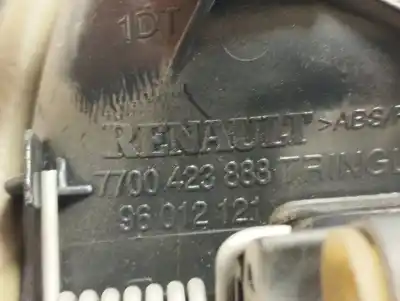 1DT
RENAULT >ABS/P
7700 423 888 TRINGL
96 012 121